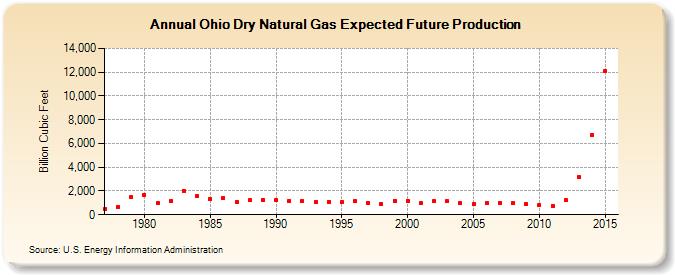 Annual Ohio Dry Natural Gas Expected Future Production
Billion Cubic Feet
14,000
12,000
10,000
8,000
6,000
4,000
2,000
0
1980 1985 1990 1995 2000 2005 2010 2015
Source: U.S. Energy Information Administration